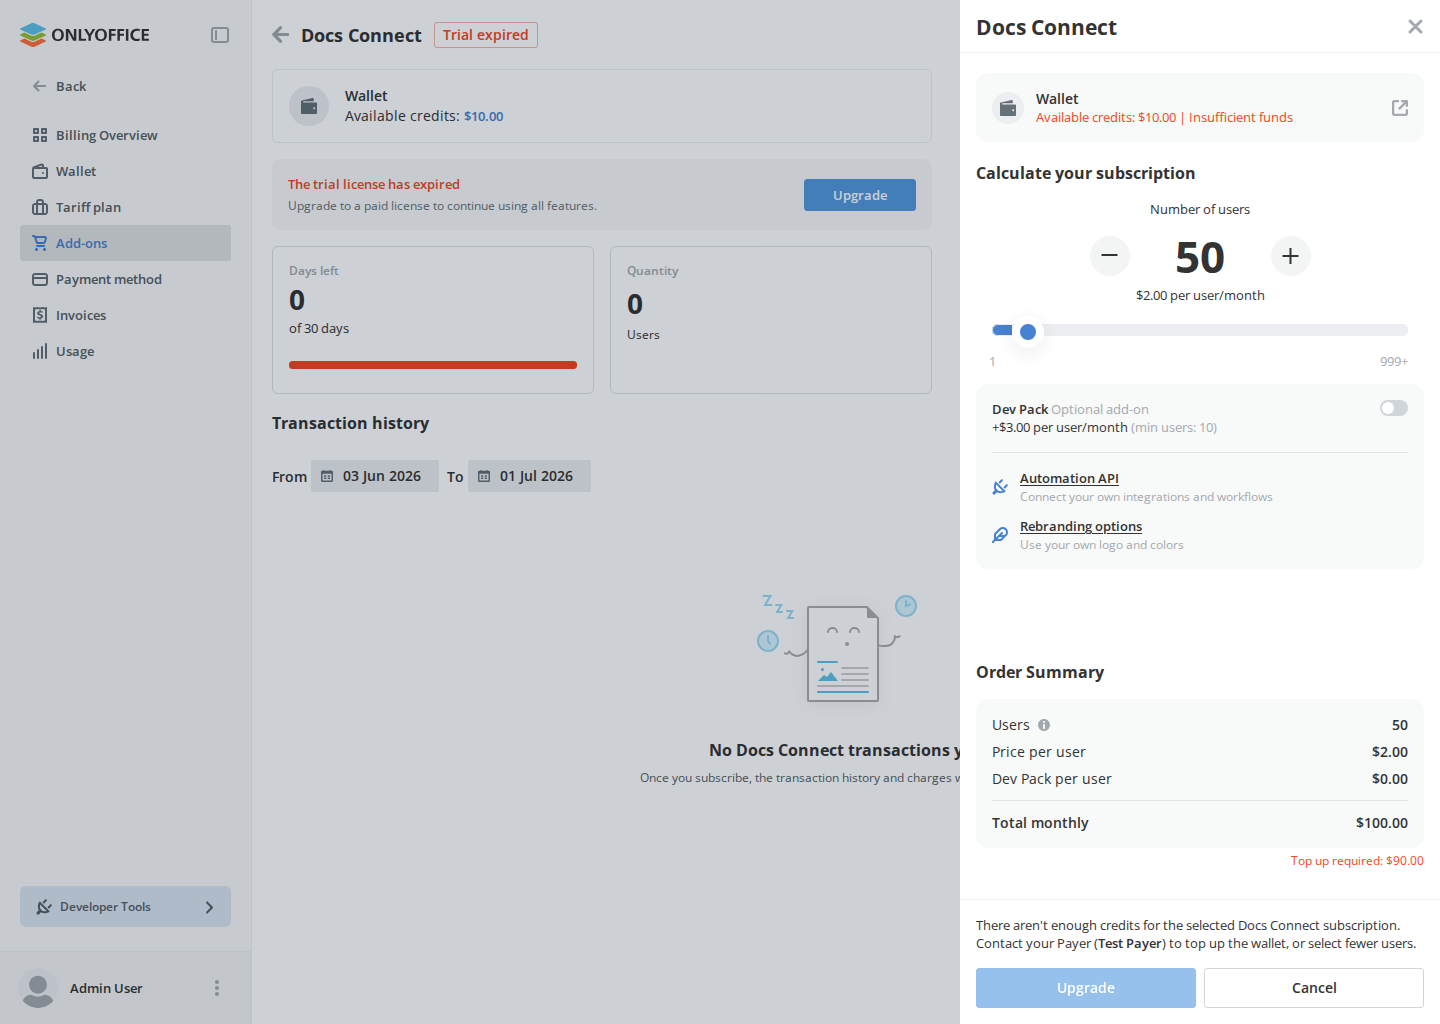 ONLYOFFICE
Back
Billing Overview
Wallet
Tariff plan
Add-ons
Payment method
Invoices
Usage
Developer Tools
Admin User
Docs Connect
Trial expired
Wallet
Available credits: $10.00
The trial license has expired
Upgrade to a paid license to continue using all features.
Upgrade
Days left
0
of 30 days
Quantity
0
Users
Transaction history
From 03 Jun 2026 To 01 Jul 2026
Z Z Z
No Docs Connect transactions
Once you subscribe, the transaction history and charges
Docs Connect
Wallet
Available credits: $10.00 | Insufficient funds
Calculate your subscription
Number of users
50
$2.00 per user/month
1 999+
Dev Pack Optional add-on
+$3.00 per user/month (min users: 10)
Automation API
Connect your own integrations and workflows
Rebranding options
Use your own logo and colors
Order Summary
Users 50
Price per user $2.00
Dev Pack per user $0.00
Total monthly $100.00
Top up required: $90.00
There aren't enough credits for the selected Docs Connect subscription.
Contact your Payer (Test Payer) to top up the wallet, or select fewer users.
Upgrade Cancel